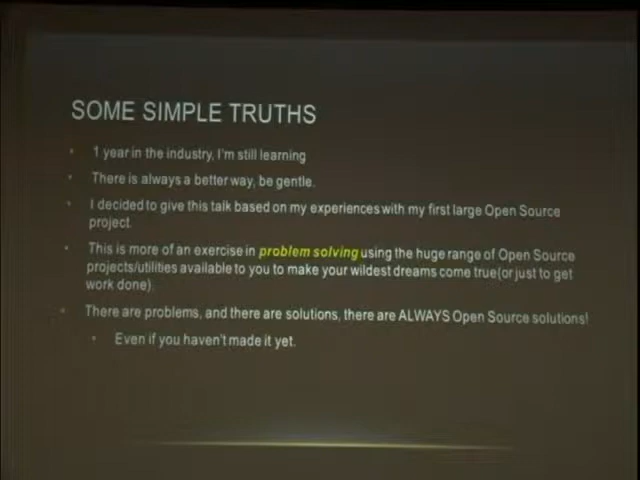 SOME SIMPLE TRUTHS
1 year in the industry, I'm still learning
There is always a better way, be gentle.
I decided to give this talk based on my experiences with my first large Open Source
project.
This is more of an exercise in problem solving using the huge range of Open Source
projects/utilities available to you to make your wildest dreams come true(or just to get
work done).
There are problems, and there are solutions, there are ALWAYS Open Source solutions!
Even if you haven't made it yet.